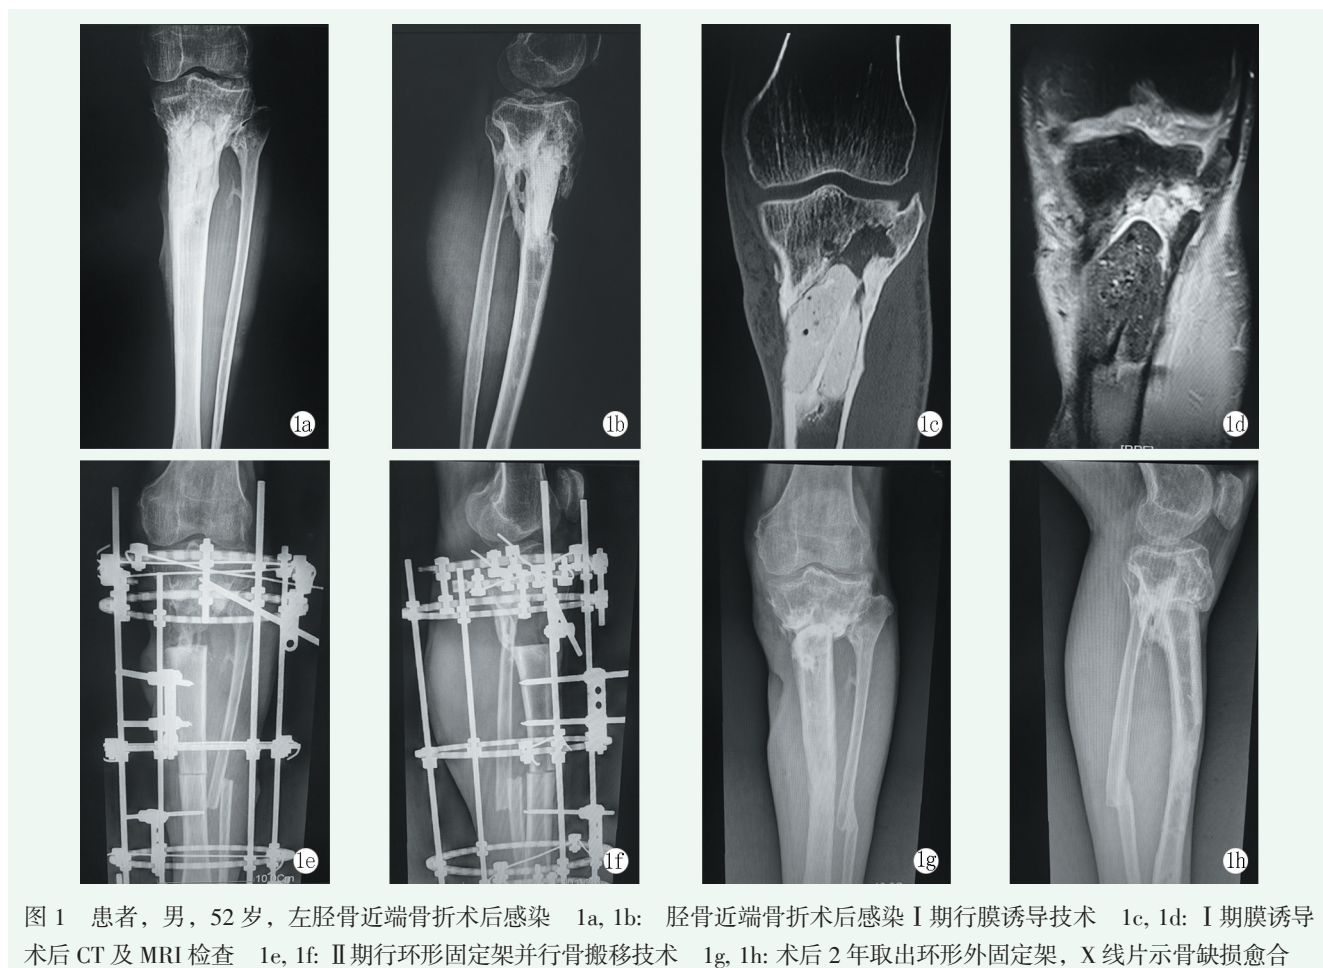 1a
1b
1c
1d
1e
1f
1g
1h
图 1 患者，男，52 岁，左胫骨近端骨折术后感染 1a, 1b: 胫骨近端骨折术后感染Ⅰ期行膜诱导技术 1c, 1d: Ⅰ期膜诱导
术后 CT 及 MRI 检查 1e, 1f: Ⅱ期行环形固定架并行骨搬移技术 1g, 1h: 术后 2 年取出环形外固定架，X 线片示骨缺损愈合